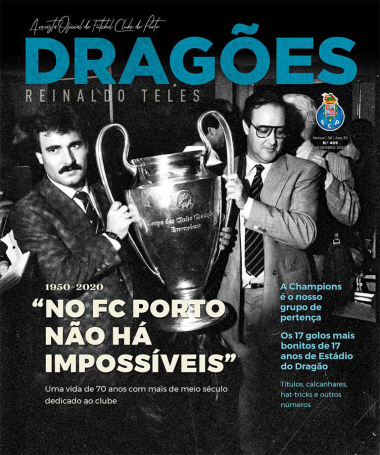 A revista Oficial do Futebol Clube do Porto
DRAGÕES
REINALDO TELES
N.º 409
1950-2020
“NO FC PORTO
NÃO HÁ
IMPOSSÍVEIS”
Uma vida de 70 anos com mais de meio século
dedicado ao clube
A Champions
é o nosso
grupo de
pertença
Os 17 golos mais
bonitos de 17
anos de Estádio
do Dragão
Títulos, calcanhares,
hat-tricks e outros
números